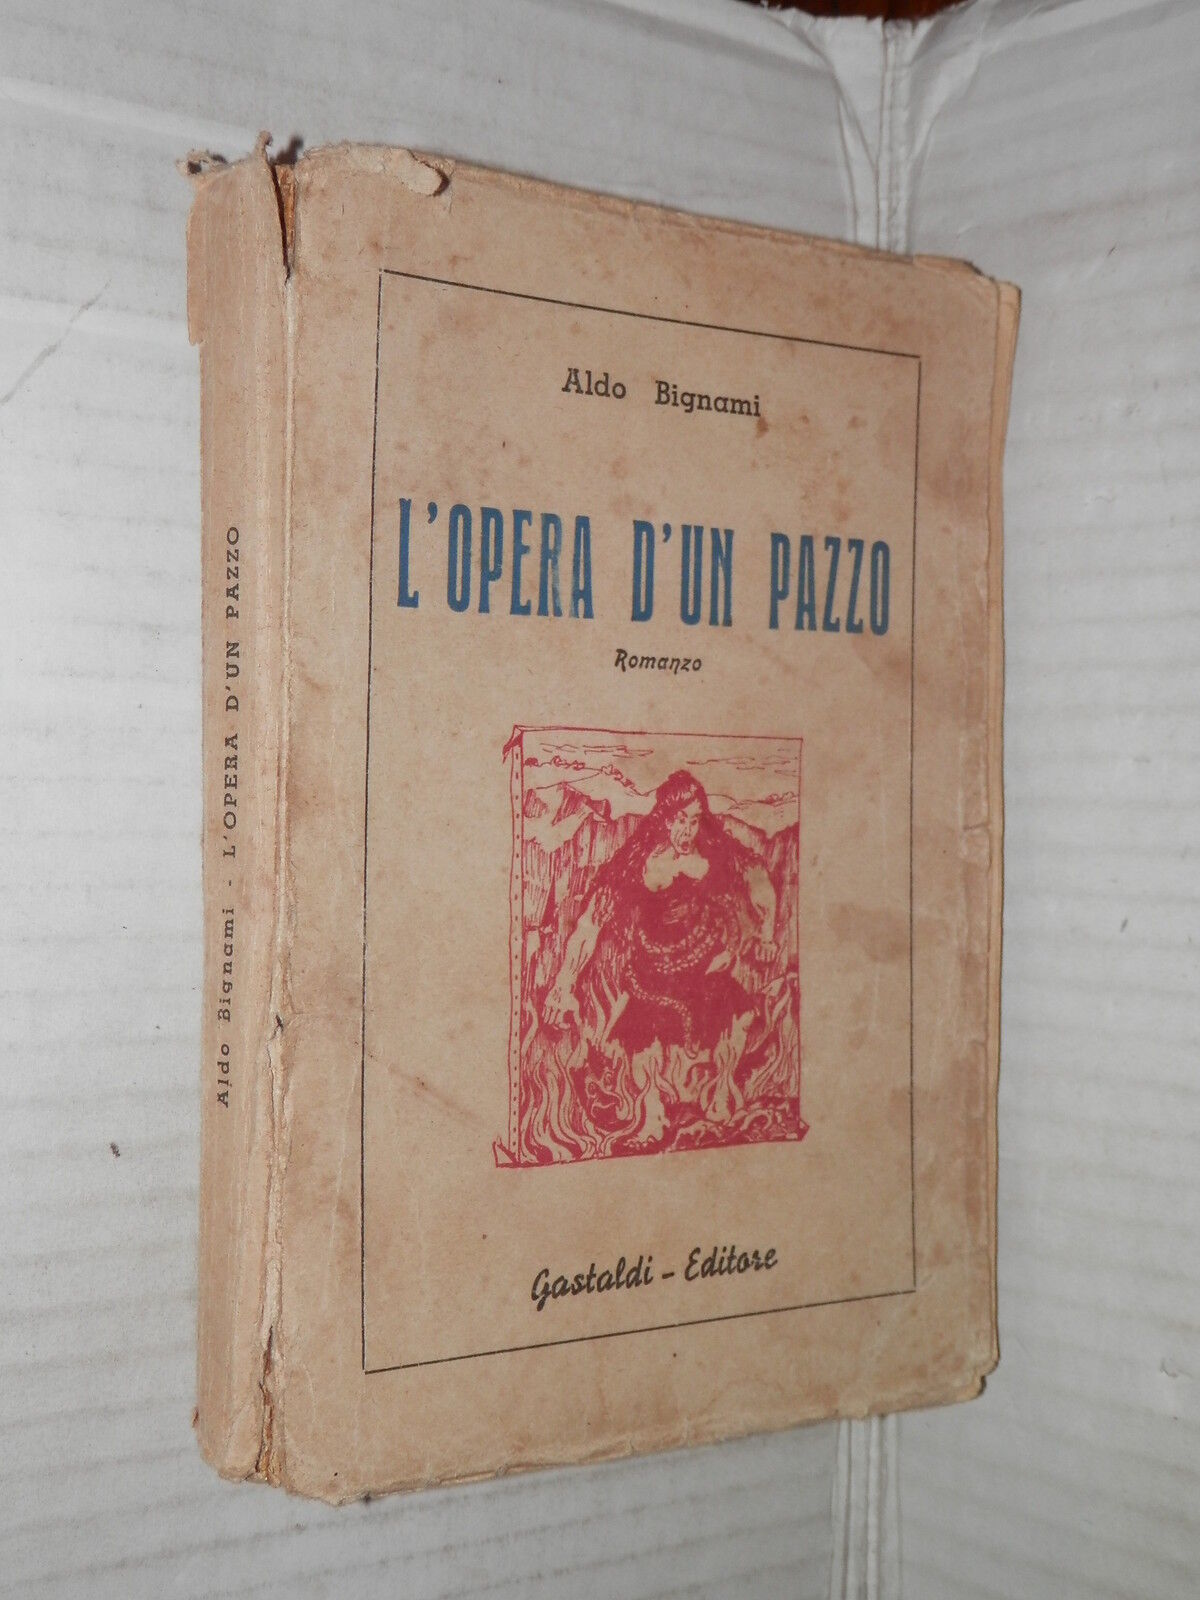 Aldo Bignami
L'OPERA D'UN PAZZO
Romanzo
Gastaldi - Editore
Aldo Bignami - L'OPERA D'UN PAZZO